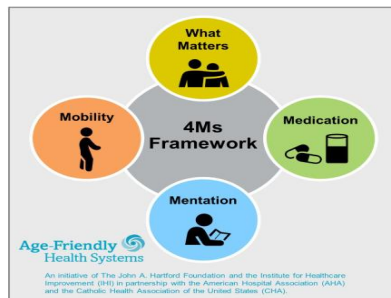 What
Matters
Mobility
4Ms
Framework
Medication
Mentation
Age-Friendly
Health Systems
An initiative of The John A. Hartford Foundation and the Institute for Healthcare
Improvement (IHI) in partnership with the American Hospital Association (AHA)
and the Catholic Health Association of the United States (CHA).